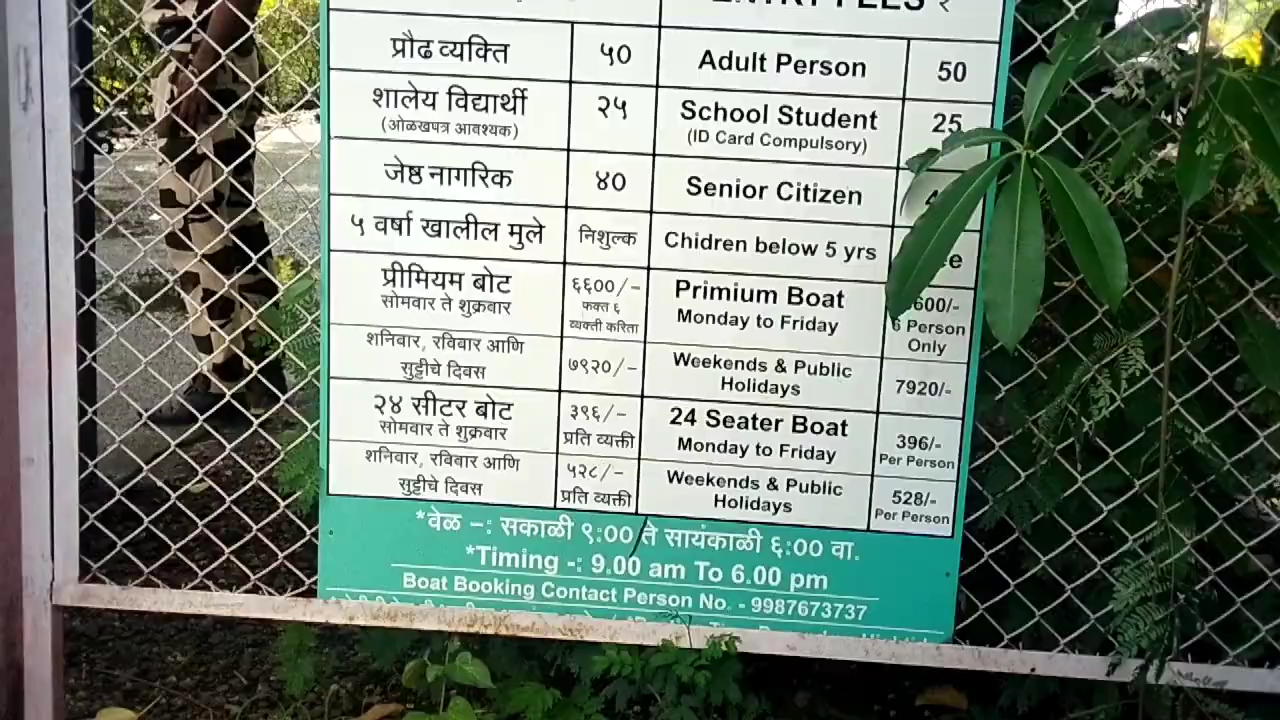 FEES ₹
प्रौढ व्यक्ति ५० Adult Person 50
शालेय विद्यार्थी २५ School Student 25
(ओळखपत्र आवश्यक) (ID Card Compulsory)
जेष्ठ नागरिक ४० Senior Citizen
५ वर्षा खालील मुले निशुल्क Chidren below 5 yrs
प्रीमियम बोट ६६००/- Primium Boat
सोमवार ते शुक्रवार फक्त ६ Monday to Friday 6 Person
व्यक्ती करिता Only
शनिवार, रविवार आणि ७९२०/- Weekends & Public 7920/-
सुट्टीचे दिवस Holidays
२४ सीटर बोट ३९६/- 24 Seater Boat 396/-
सोमवार ते शुक्रवार प्रति व्यक्ती Monday to Friday Per Person
शनिवार, रविवार आणि ५२८/- Weekends & Public 528/-
सुट्टीचे दिवस प्रति व्यक्ती Holidays Per Person
*वेळ -: सकाळी ९:०० ते सायंकाळी ६:०० वा.
*Timing -: 9.00 am To 6.00 pm
Boat Booking Contact Person No. - 9987673737